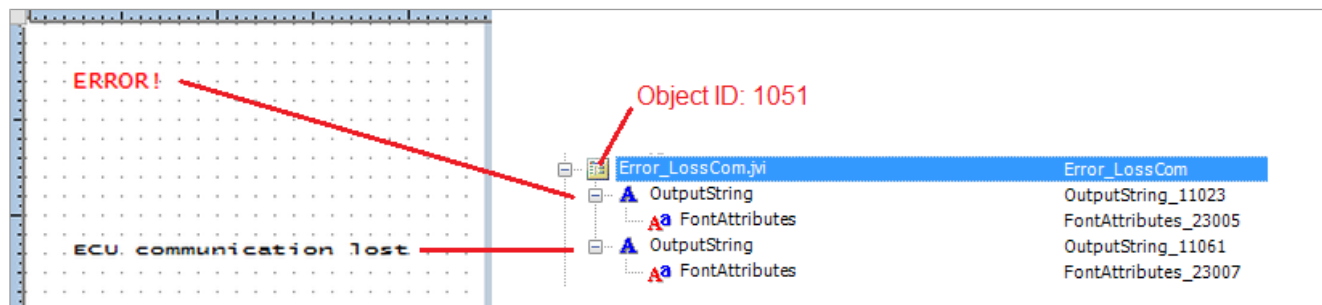 ERROR!
ECU communication lost
Object ID: 1051
Error_LossCom.jvi Error_LossCom
OutputString OutputString_11023
FontAttributes FontAttributes_23005
OutputString OutputString_11061
FontAttributes FontAttributes_23007